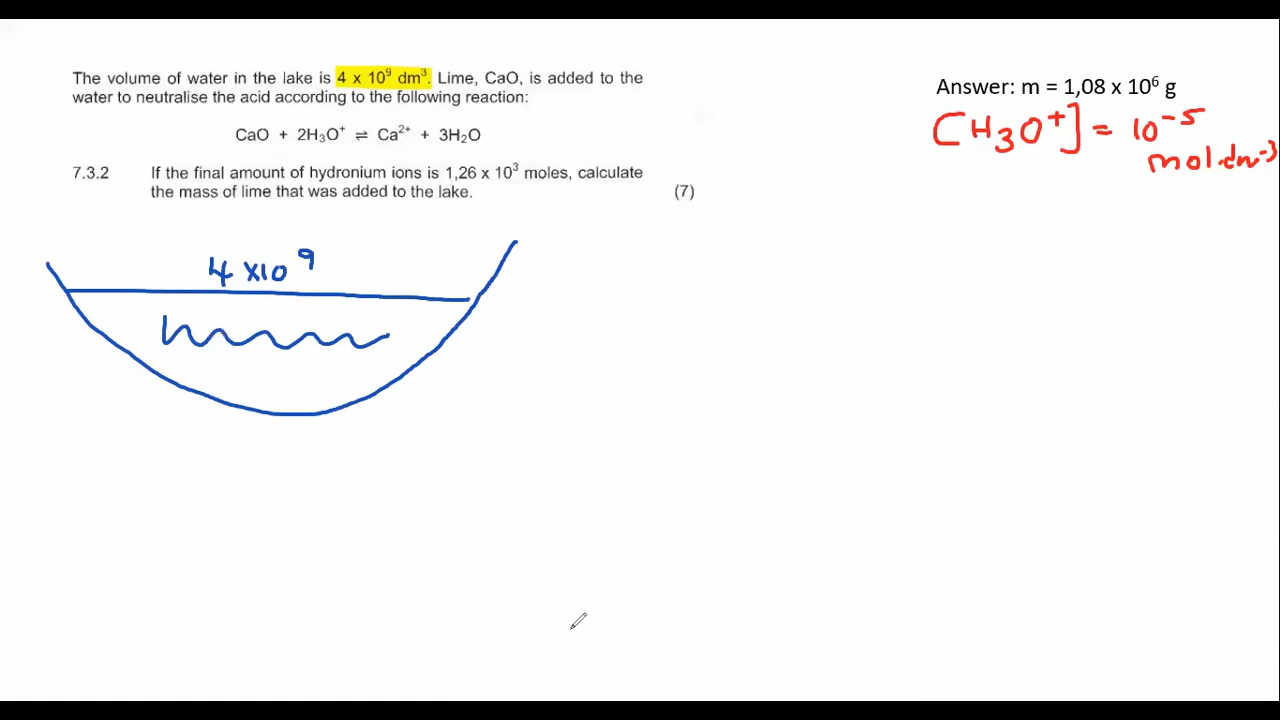 The volume of water in the lake is 4 x 10⁹ dm³. Lime, CaO, is added to the
water to neutralise the acid according to the following reaction:
CaO + 2H₃O⁺ ⇌ Ca²⁺ + 3H₂O
7.3.2 If the final amount of hydronium ions is 1,26 x 10³ moles, calculate
the mass of lime that was added to the lake. (7)
Answer: m = 1,08 x 10⁶ g
[H₃O⁺] = 10⁻⁵
mol.dm⁻³
4 x10⁹